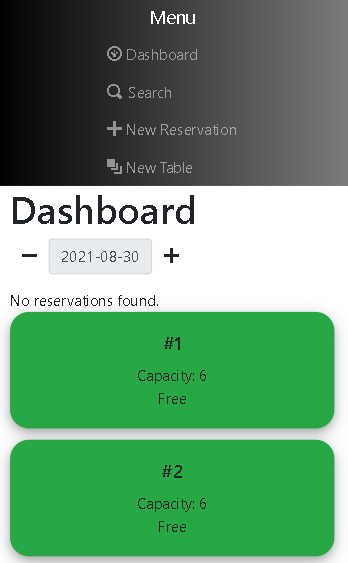 Menu
Dashboard
Search
New Reservation
New Table
Dashboard
2021-08-30
No reservations found.
#1
Capacity: 6
Free
#2
Capacity: 6
Free